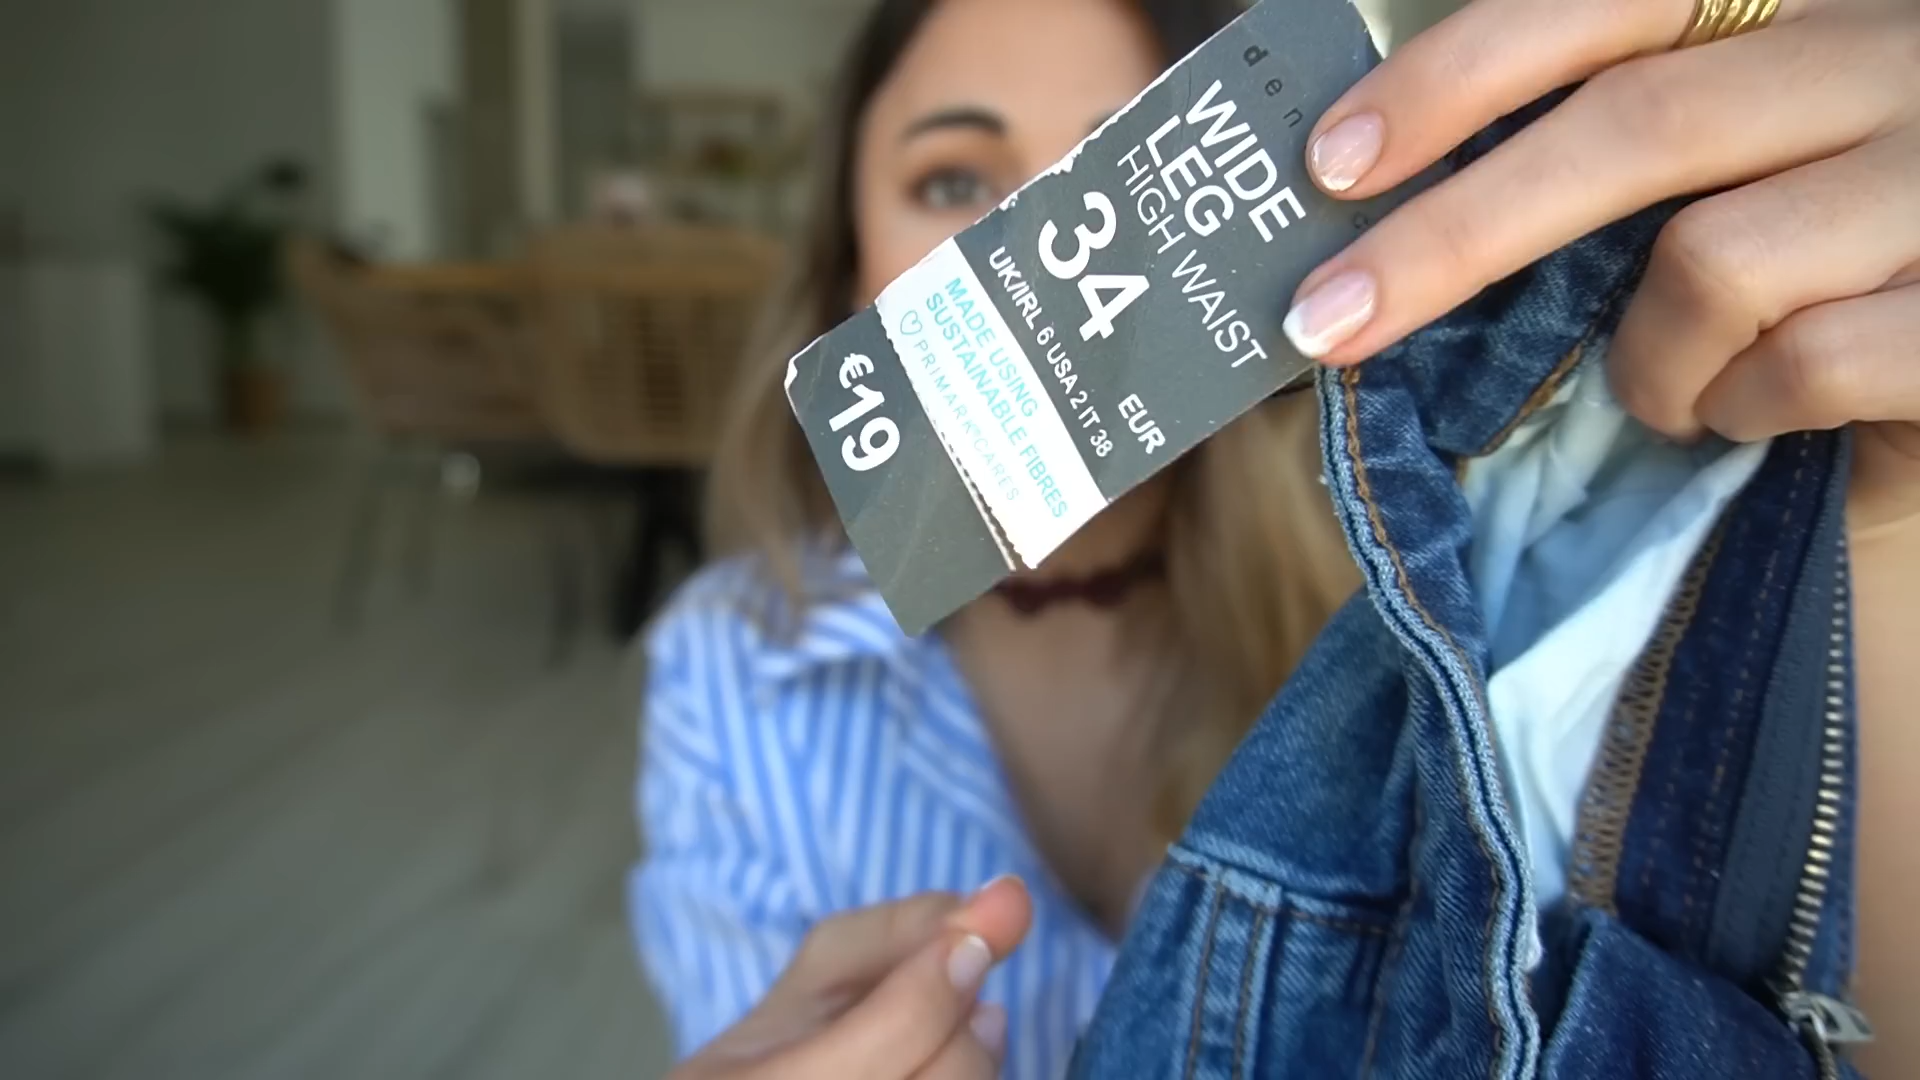 den
WIDE
LEG
HIGH WAIST
34 EUR
UK/IRL 6 USA 2 IT 38
MADE USING
SUSTAINABLE FIBRES
PRIMARK CARES
€19